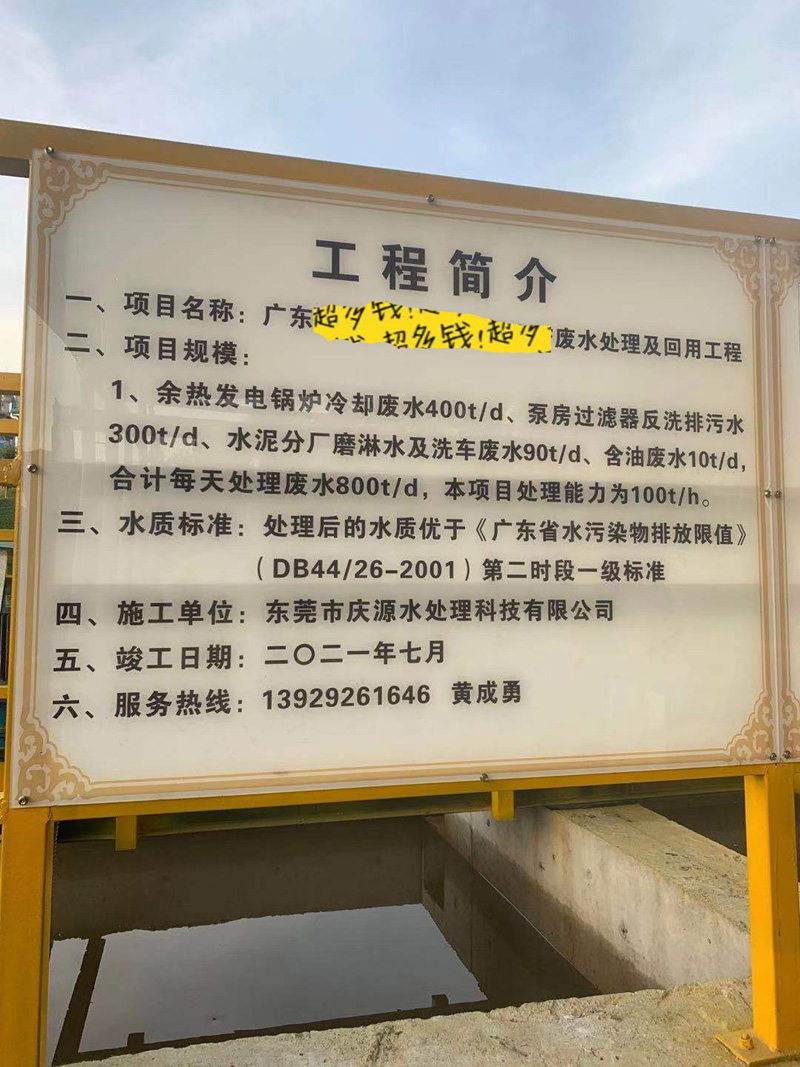 工程简介
一、项目名称：广东超多钱!超多钱!超多废水处理及回用工程
二、项目规模：
1、余热发电锅炉冷却废水400t/d、泵房过滤器反洗排污水
300t/d、水泥分厂磨淋水及洗车废水90t/d、含油废水10t/d，
合计每天处理废水800t/d，本项目处理能力为100t/h。
三、水质标准：处理后的水质优于《广东省水污染物排放限值》
（DB44/26-2001）第二时段一级标准
四、施工单位：东莞市庆源水处理科技有限公司
五、竣工日期：二〇二一年七月
六、服务热线：13929261646 黄成勇